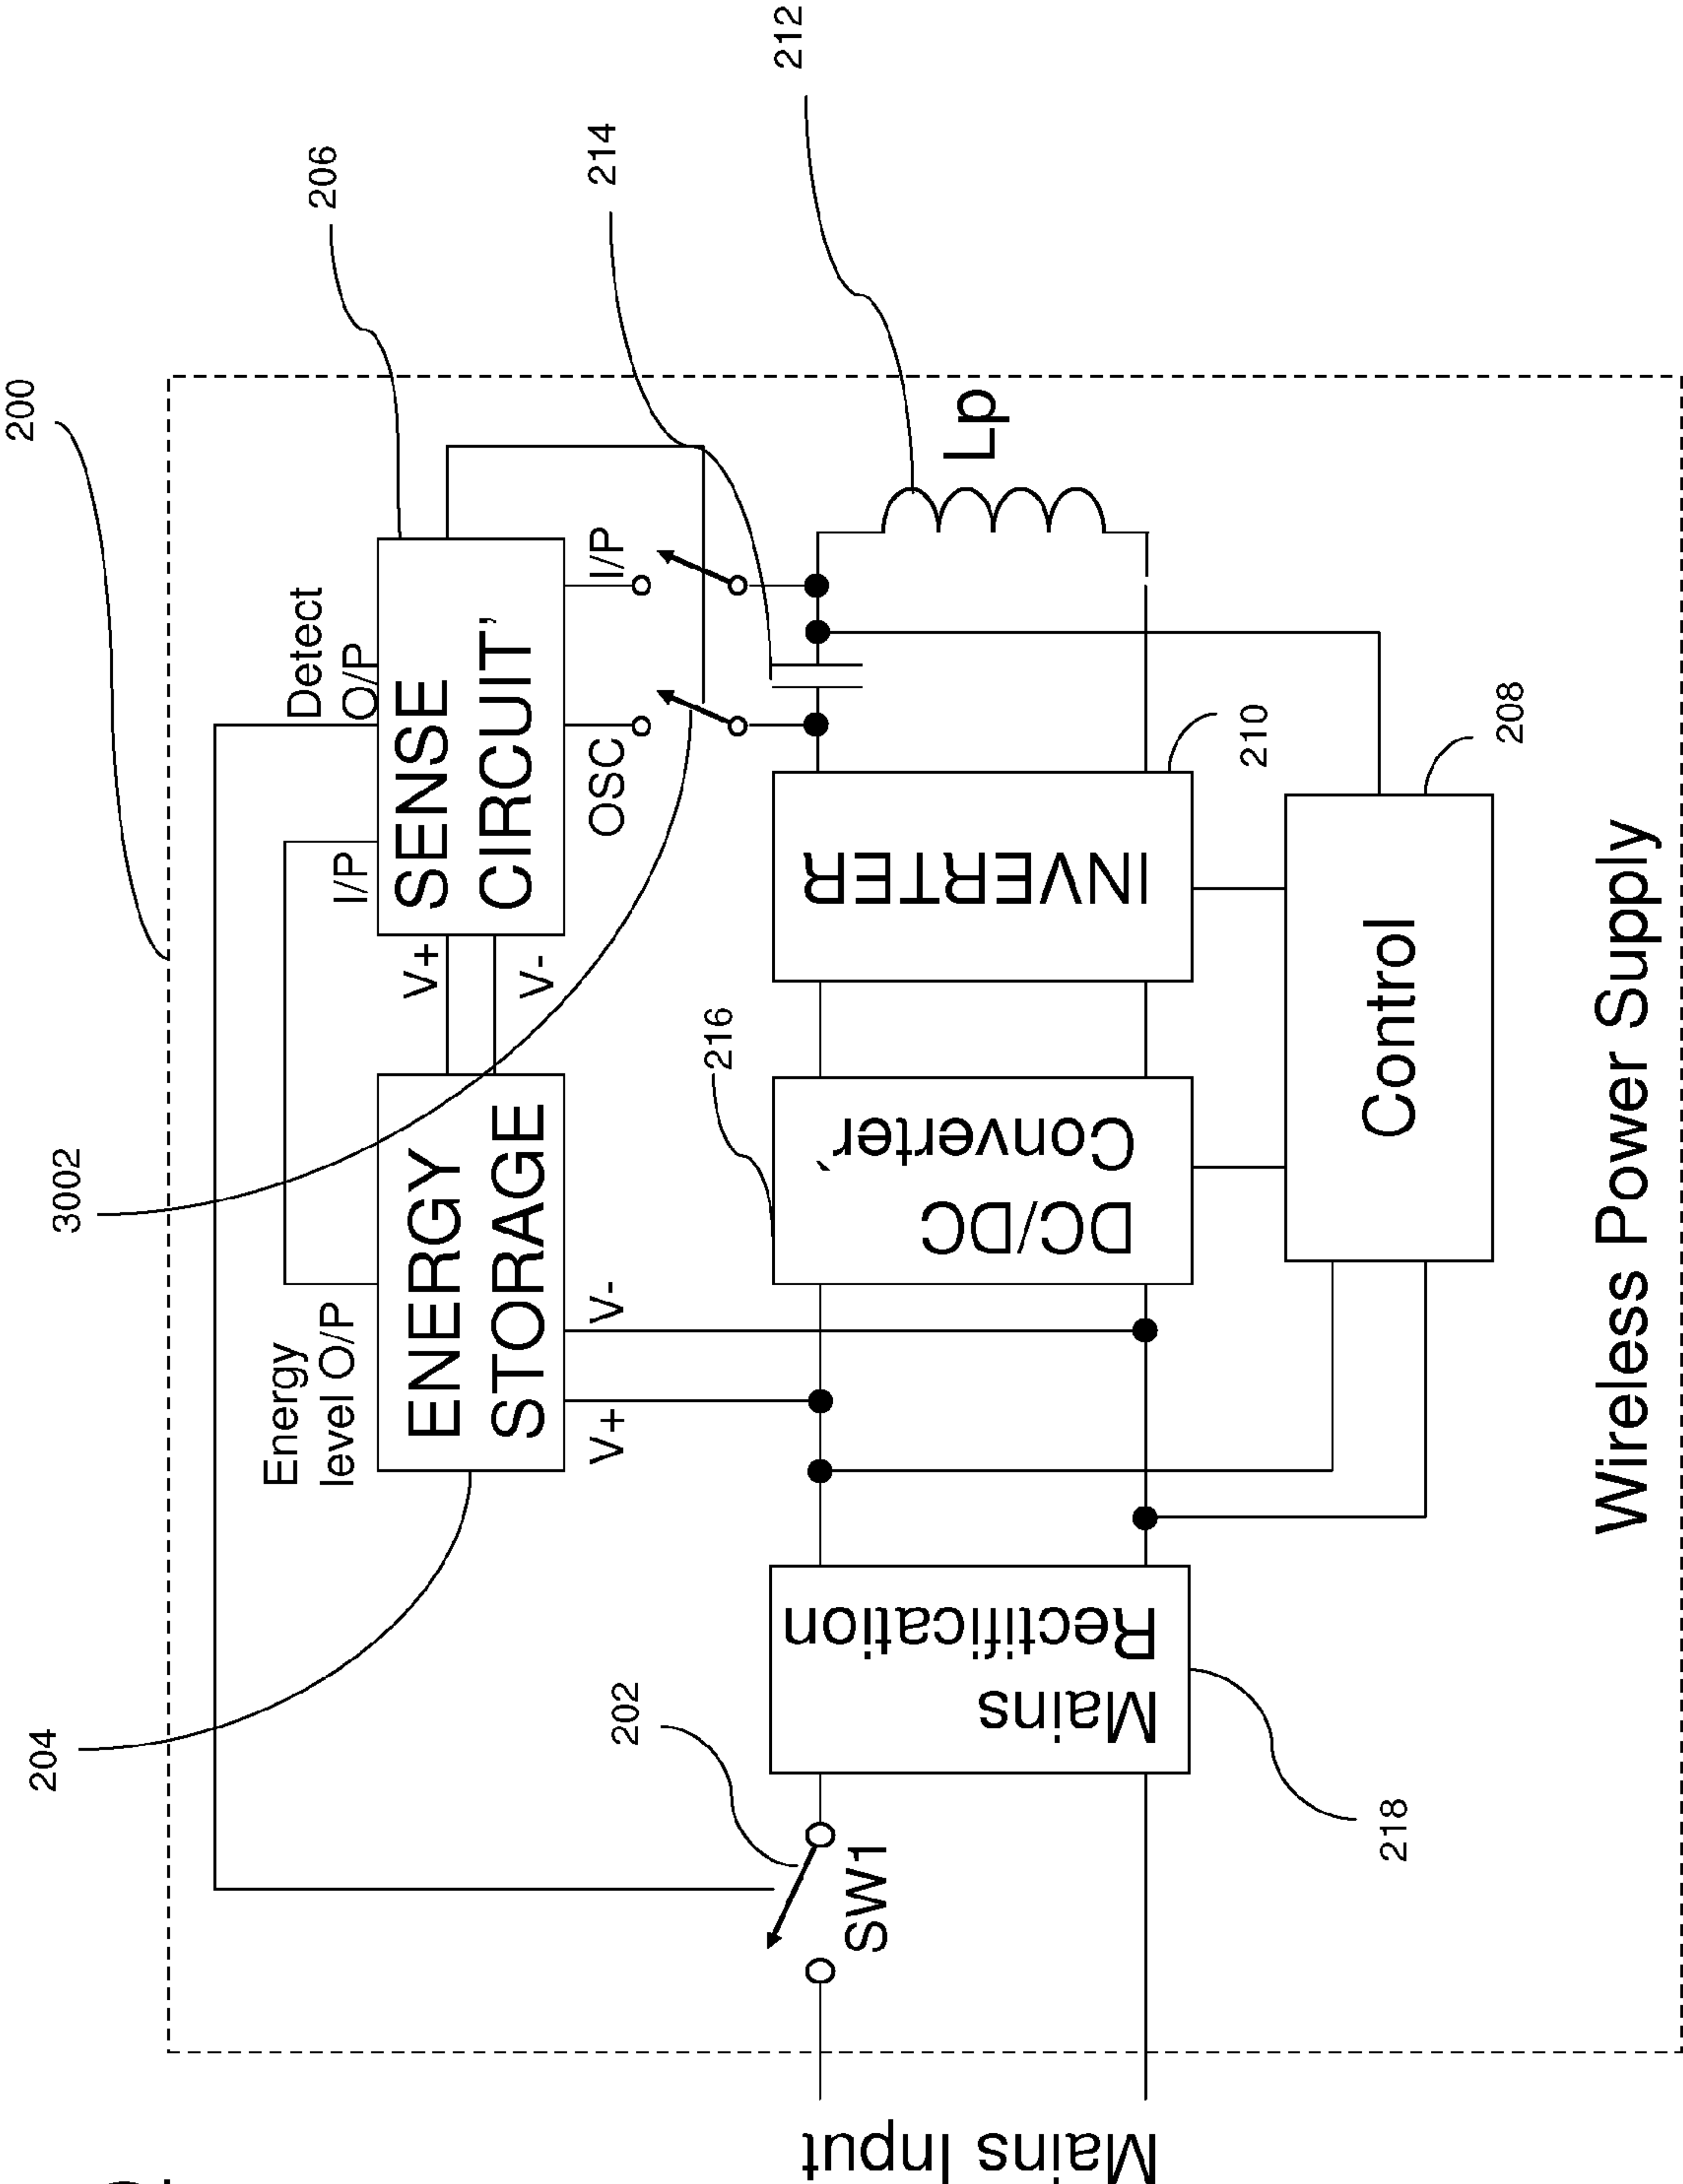 200
3002
204
206
214
212
Energy
level O/P
I/P
Detect
O/P
ENERGY
STORAGE
V+
V-
SENSE
CIRCUIT’
V+
V-
OSC
I/P
202
SW1
216
Mains Input
Mains
Rectification
DC/DC
Converter‘
INVERTER
Lp
210
218
Control
208
Wireless Power Supply